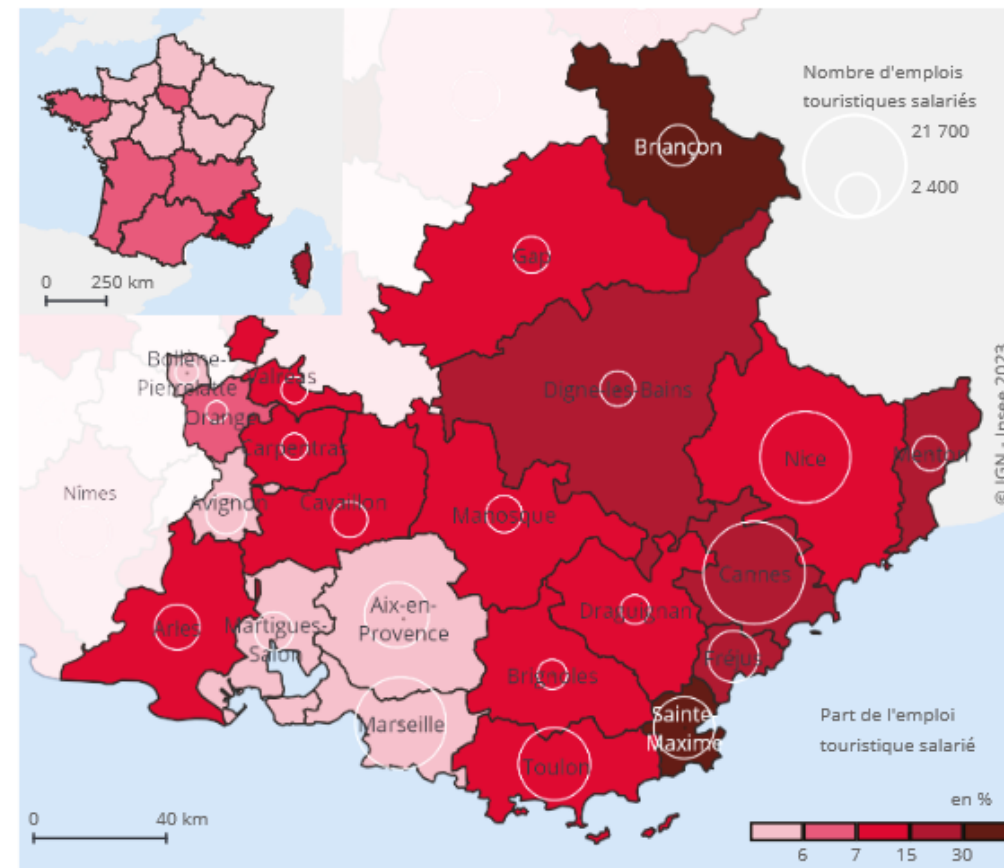 Nombre d'emplois
touristiques salariés
21 700
2 400
0 250 km
Briançon
Gap
Bollène-
Pierrelatte
Valréas
Orange
Digne-les-Bains
Carpentras
Nice
Menton
Nîmes
Avignon
Cavaillon
Manosque
© IGN - Insee 2023
Cannes
Aix-en-
Provence
Draguignan
Arles
Martigues-
Salon
Fréjus
Brignoles
Marseille
Sainte-
Maxime
Toulon
Part de l'emploi
touristique salarié
en %
6 7 15 30
0 40 km